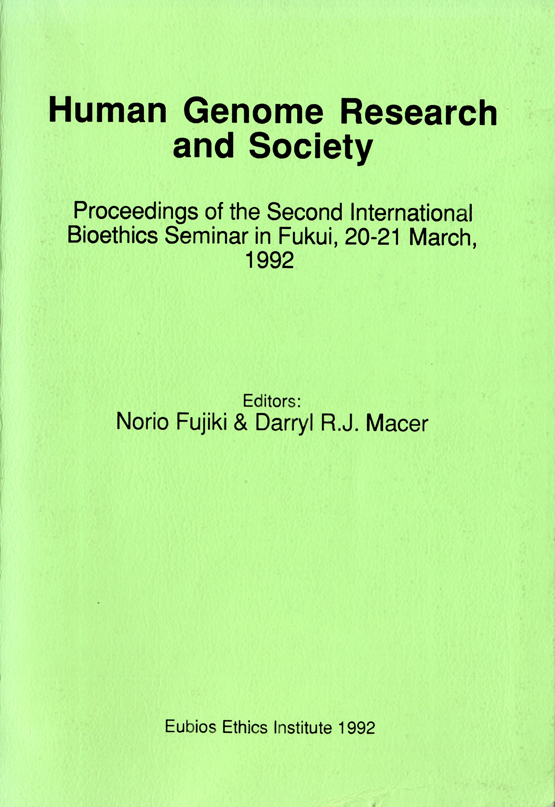 Human Genome Research
and Society
Proceedings of the Second International
Bioethics Seminar in Fukui, 20-21 March,
1992
Editors:
Norio Fujiki & Darryl R.J. Macer
Eubios Ethics Institute 1992